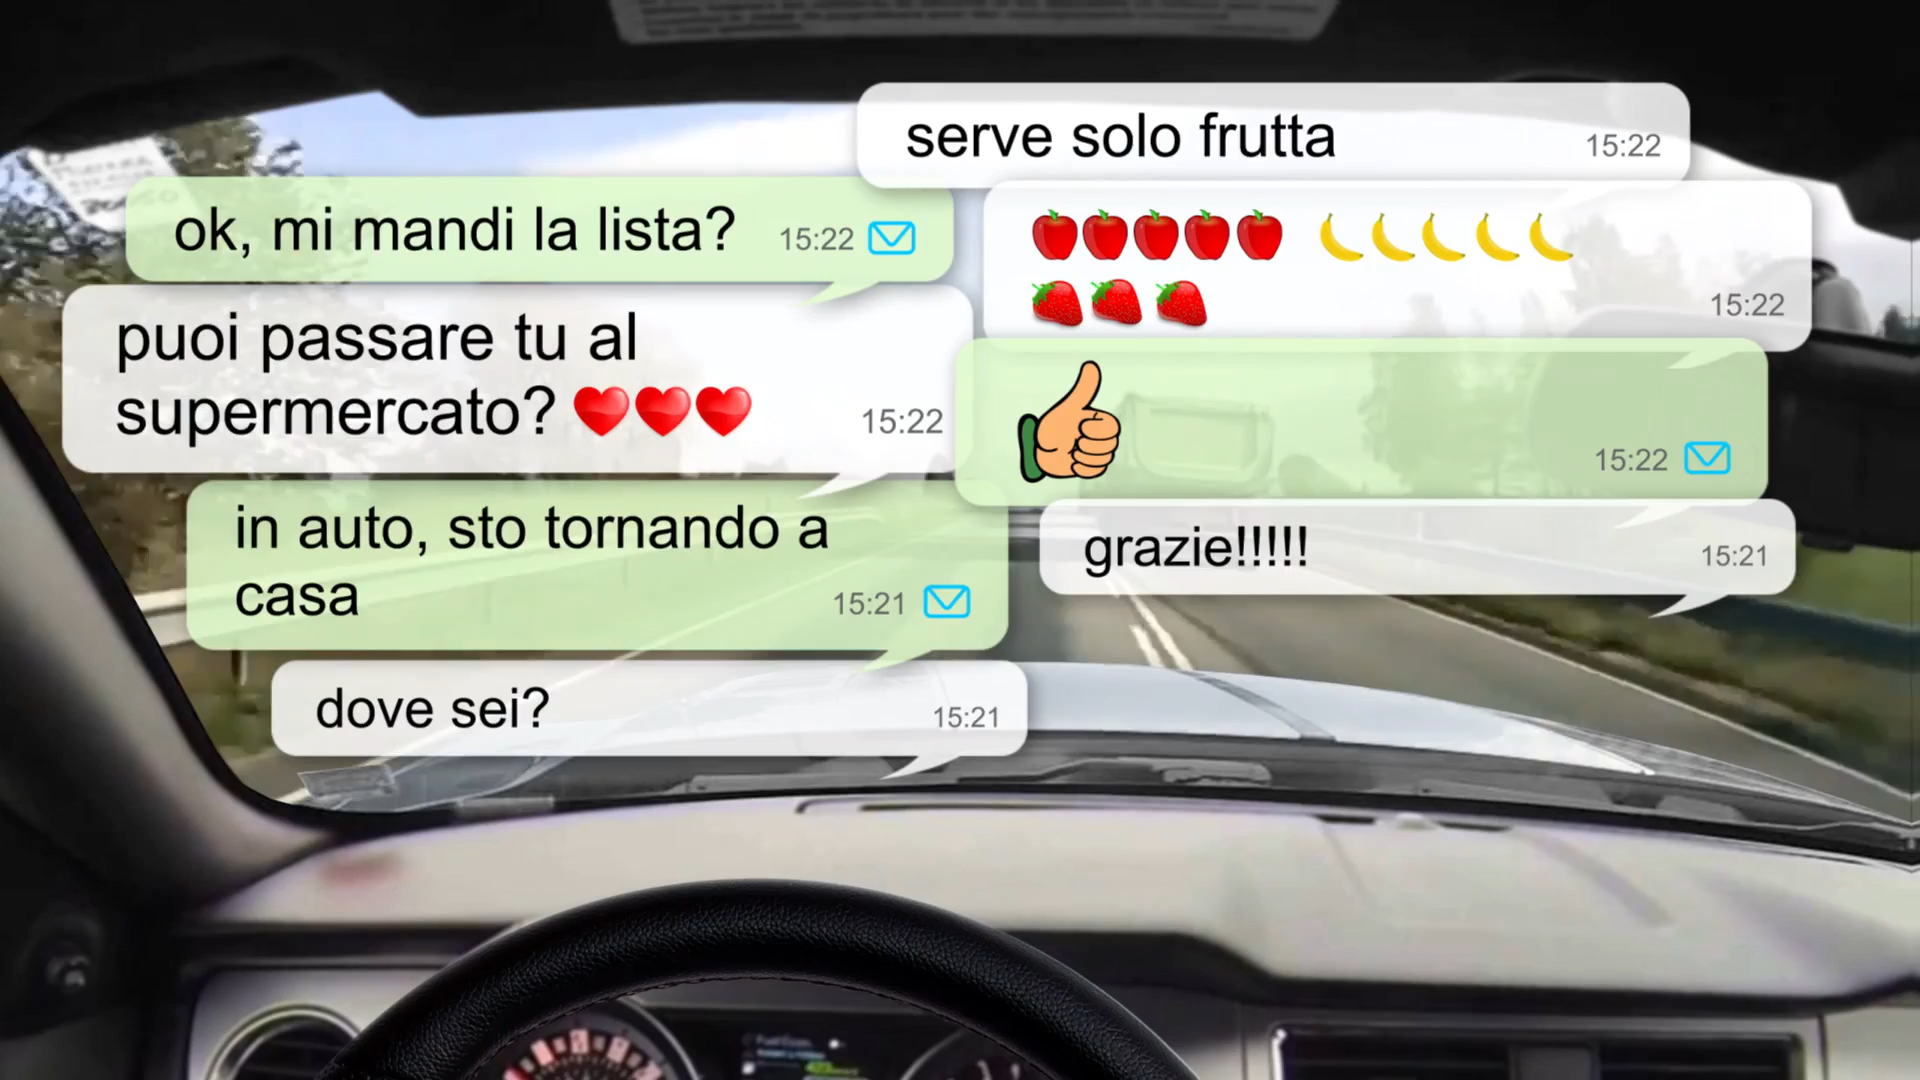 serve solo frutta
15:22
ok, mi mandi la lista?
15:22
15:22
puoi passare tu al
supermercato?
15:22
15:22
in auto, sto tornando a
casa
15:21
grazie!!!!!
15:21
dove sei?
15:21